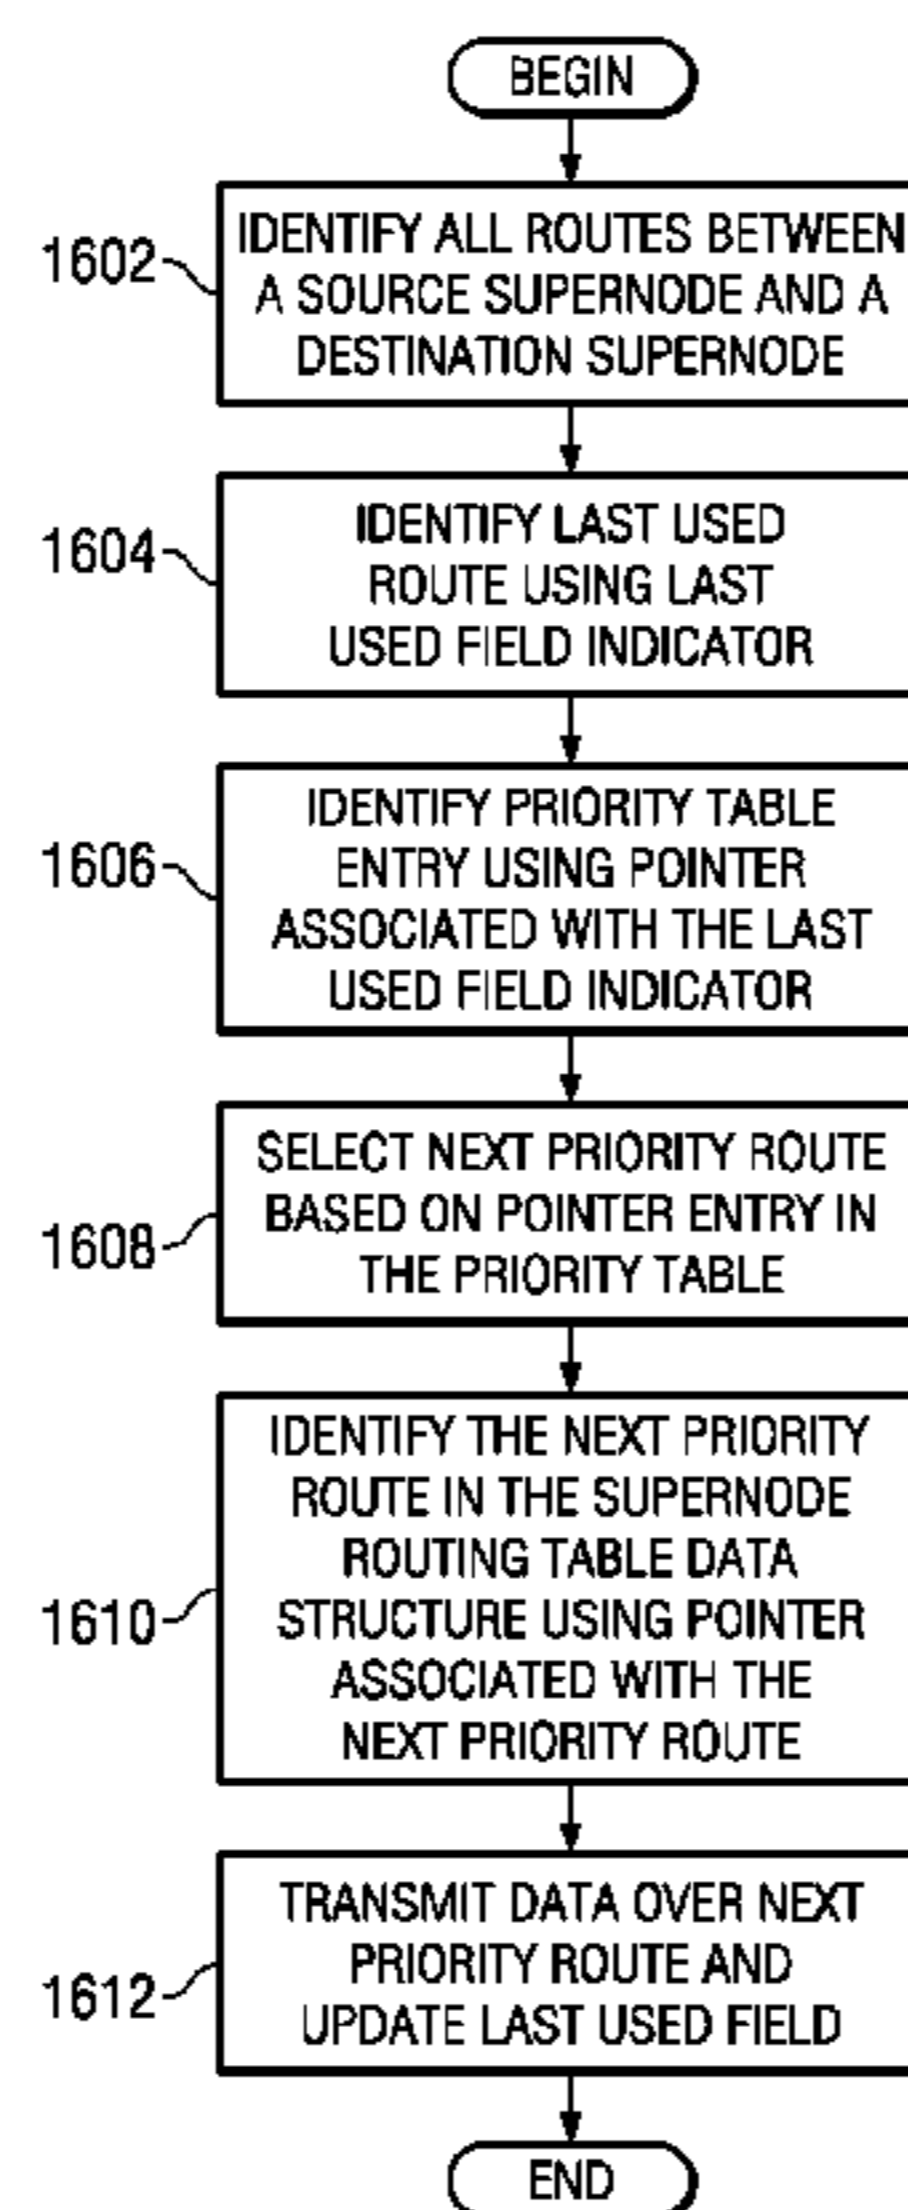 BEGIN
1602
IDENTIFY ALL ROUTES BETWEEN
A SOURCE SUPERNODE AND A
DESTINATION SUPERNODE
1604
IDENTIFY LAST USED
ROUTE USING LAST
USED FIELD INDICATOR
1606
IDENTIFY PRIORITY TABLE
ENTRY USING POINTER
ASSOCIATED WITH THE LAST
USED FIELD INDICATOR
1608
SELECT NEXT PRIORITY ROUTE
BASED ON POINTER ENTRY IN
THE PRIORITY TABLE
1610
IDENTIFY THE NEXT PRIORITY
ROUTE IN THE SUPERNODE
ROUTING TABLE DATA
STRUCTURE USING POINTER
ASSOCIATED WITH THE
NEXT PRIORITY ROUTE
1612
TRANSMIT DATA OVER NEXT
PRIORITY ROUTE AND
UPDATE LAST USED FIELD
END